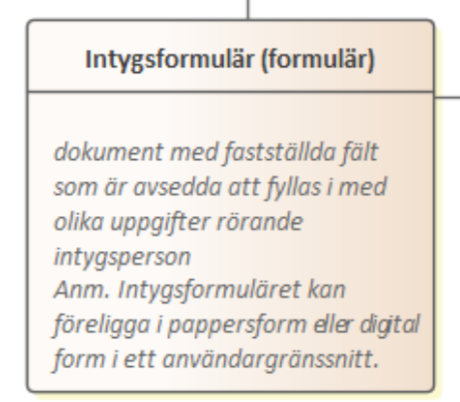 Intygsformulär (formulär)
dokument med fastställda fält
som är avsedda att fyllas i med
olika uppgifter rörande
intygsperson
Anm. Intygsformuläret kan
föreligga i pappersform eller digital
form i ett användargränssnitt.